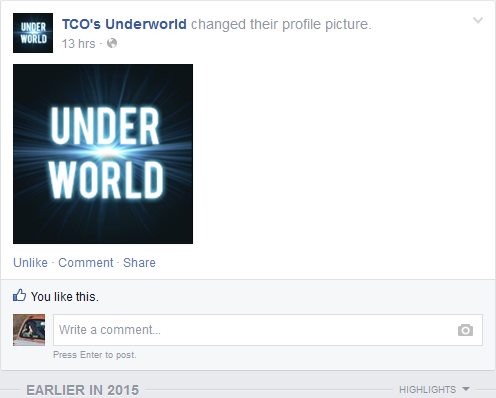 UNDER
WORLD
TCO's Underworld changed their profile picture.
13 hrs ·
UNDER
WORLD
Unlike · Comment · Share
You like this.
Write a comment...
Press Enter to post.
EARLIER IN 2015
HIGHLIGHTS